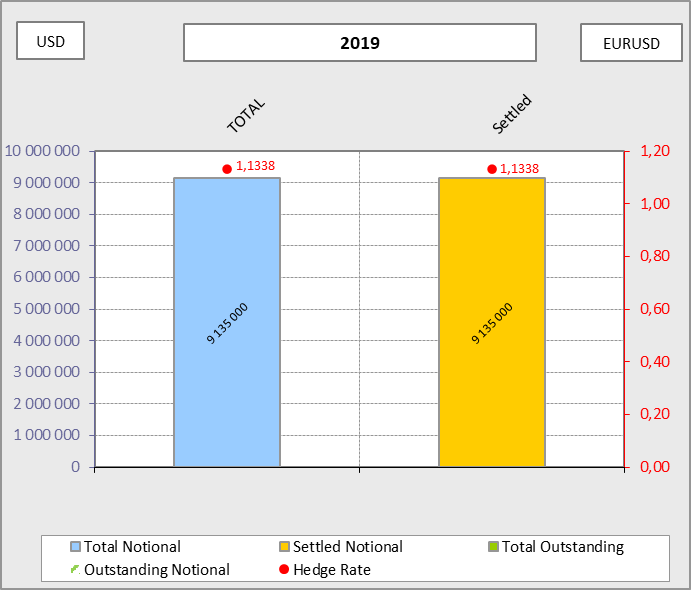 USD
2019
EURUSD
TOTAL
Settled
10 000 000
9 000 000
8 000 000
7 000 000
6 000 000
5 000 000
4 000 000
3 000 000
2 000 000
1 000 000
0
1,1338
1,1338
9 135 000
9 135 000
1,20
1,00
0,80
0,60
0,40
0,20
0,00
Total Notional
Settled Notional
Total Outstanding
Outstanding Notional
Hedge Rate